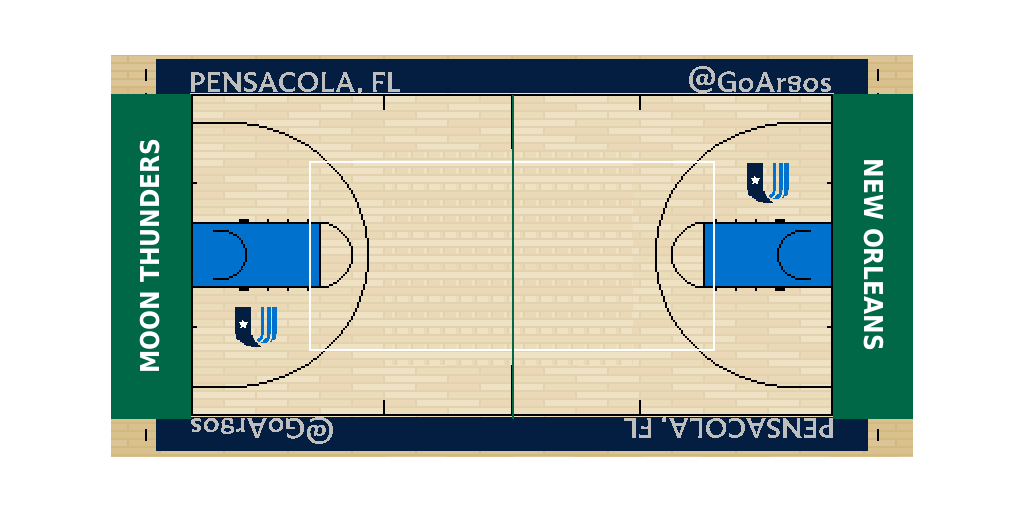 PENSACOLA, FL
@GoArgos
MOON THUNDERS
NEW ORLEANS
@GoArgos
PENSACOLA, FL